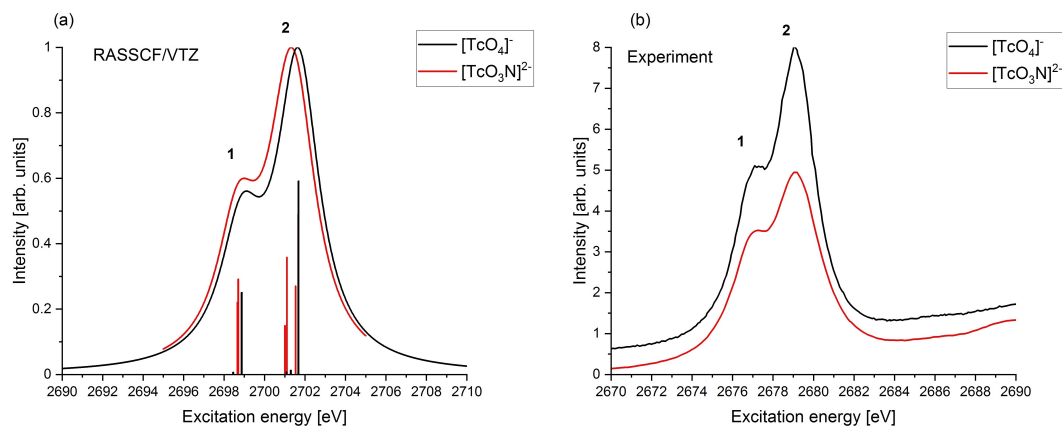 (a)
RASSCF/VTZ
1
2
[TcO₄]⁻
[TcO₃N]²⁻
Intensity [arb. units]
1
0.8
0.6
0.4
0.2
0
2690 2692 2694 2696 2698 2700 2702 2704 2706 2708 2710
Excitation energy [eV]
(b)
Experiment
1
2
[TcO₄]⁻
[TcO₃N]²⁻
Intensity [arb. units]
8
7
6
5
4
3
2
1
0
2670 2672 2674 2676 2678 2680 2682 2684 2686 2688 2690
Excitation energy [eV]